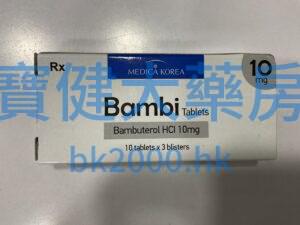 Rx
MEDICA KOREA
10
mg
寶健大藥房
Bambi Tablets
Bambuterol HCl 10mg
10 tablets x 3 blisters
bk2000.hk